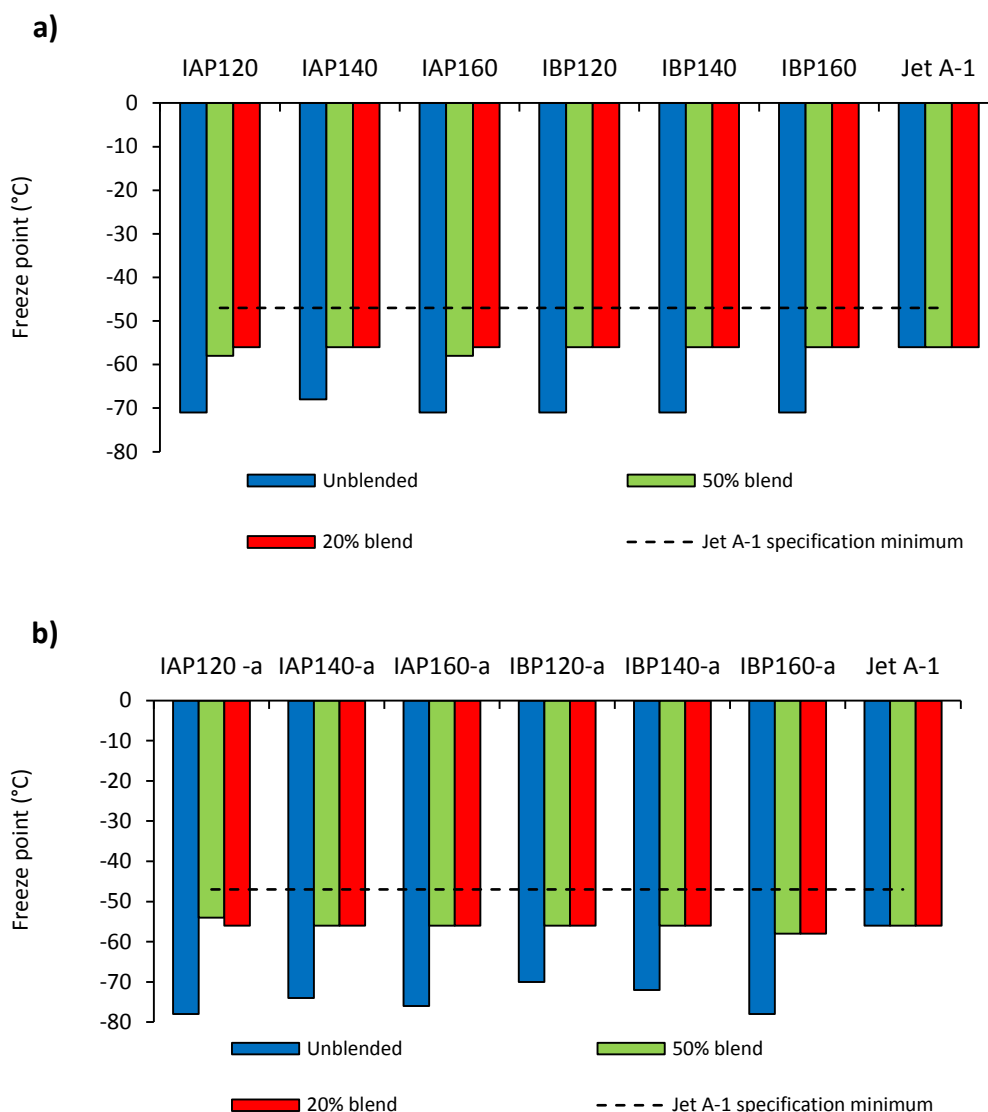 a)
IAP120 IAP140 IAP160 IBP120 IBP140 IBP160 Jet A-1
0
-10
-20
-30
-40
-50
-60
-70
-80
Freeze point (°C)
Unblended 50% blend
20% blend Jet A-1 specification minimum
b)
IAP120 -a IAP140-a IAP160-a IBP120-a IBP140-a IBP160-a Jet A-1
0
-10
-20
-30
-40
-50
-60
-70
-80
Freeze point (°C)
Unblended 50% blend
20% blend Jet A-1 specification minimum